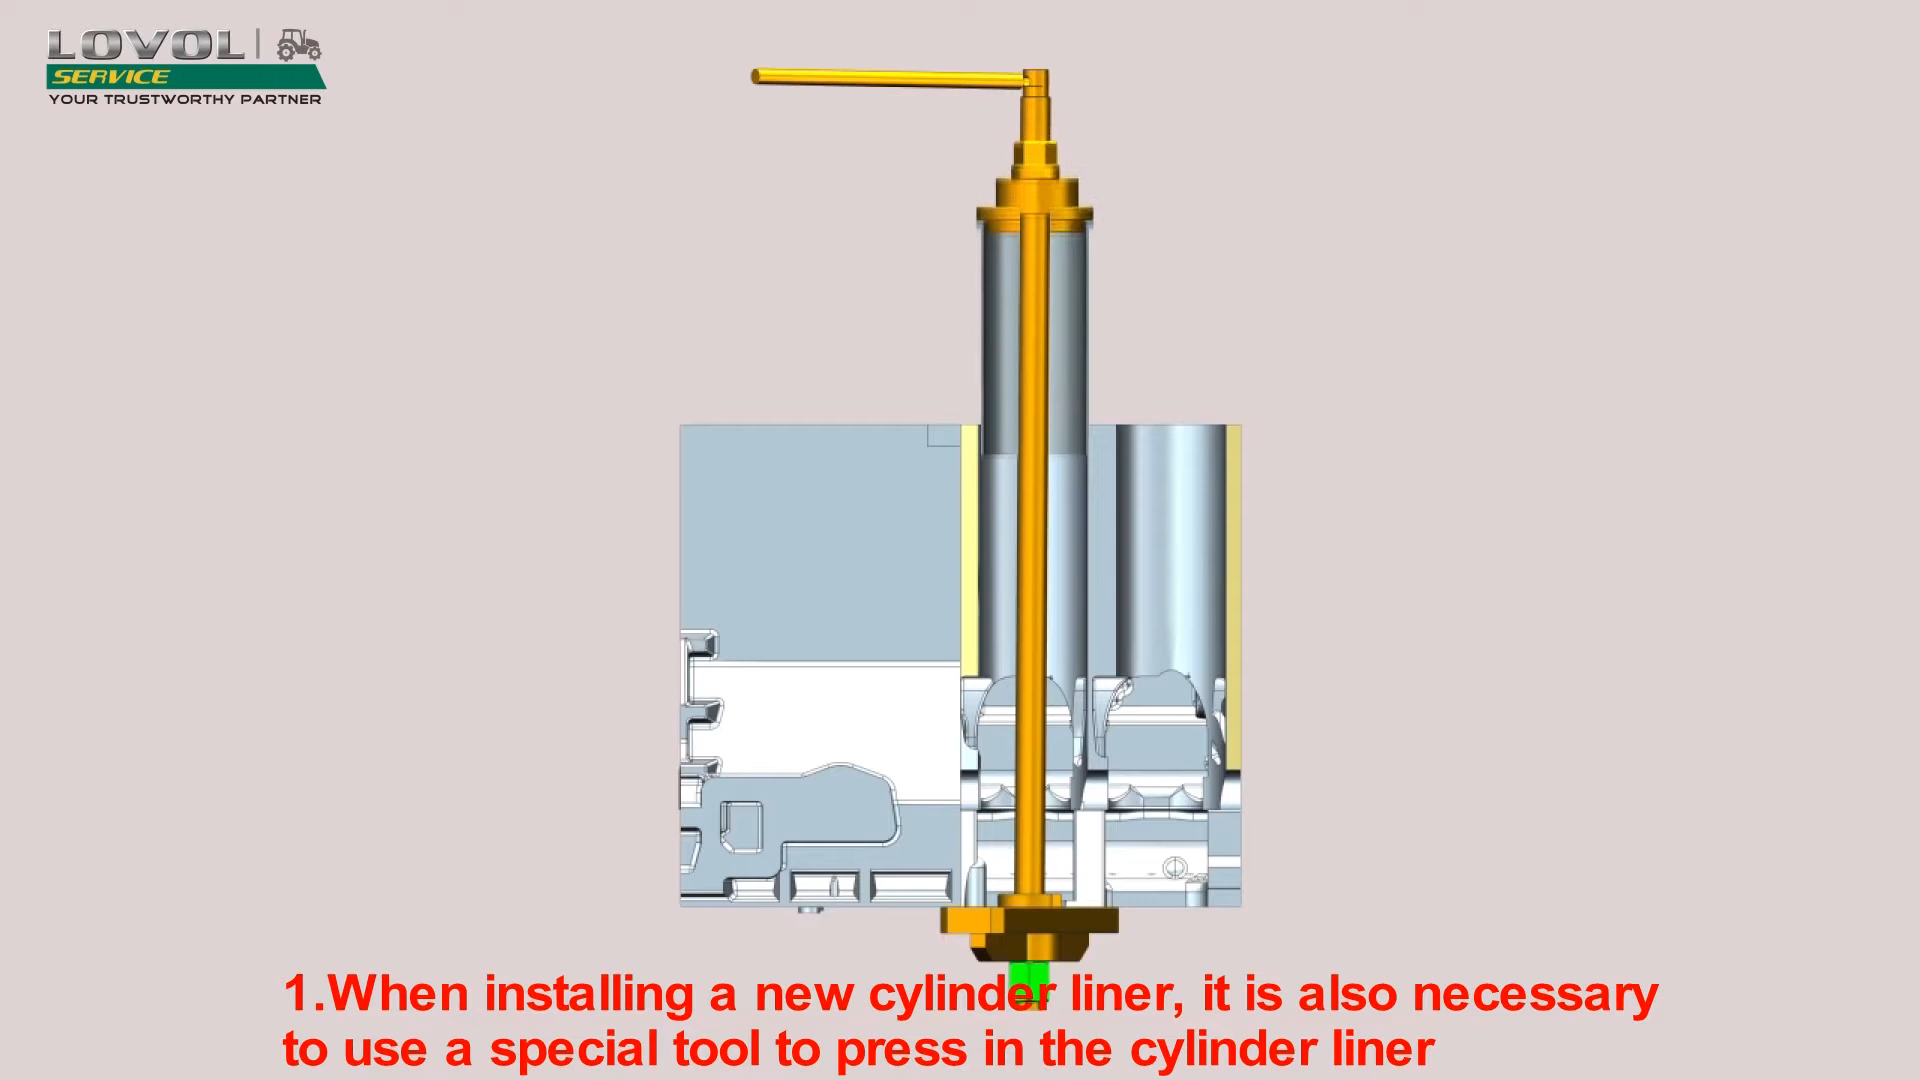 LOVOL
SERVICE
YOUR TRUSTWORTHY PARTNER
1.When installing a new cylinder liner, it is also necessary
to use a special tool to press in the cylinder liner